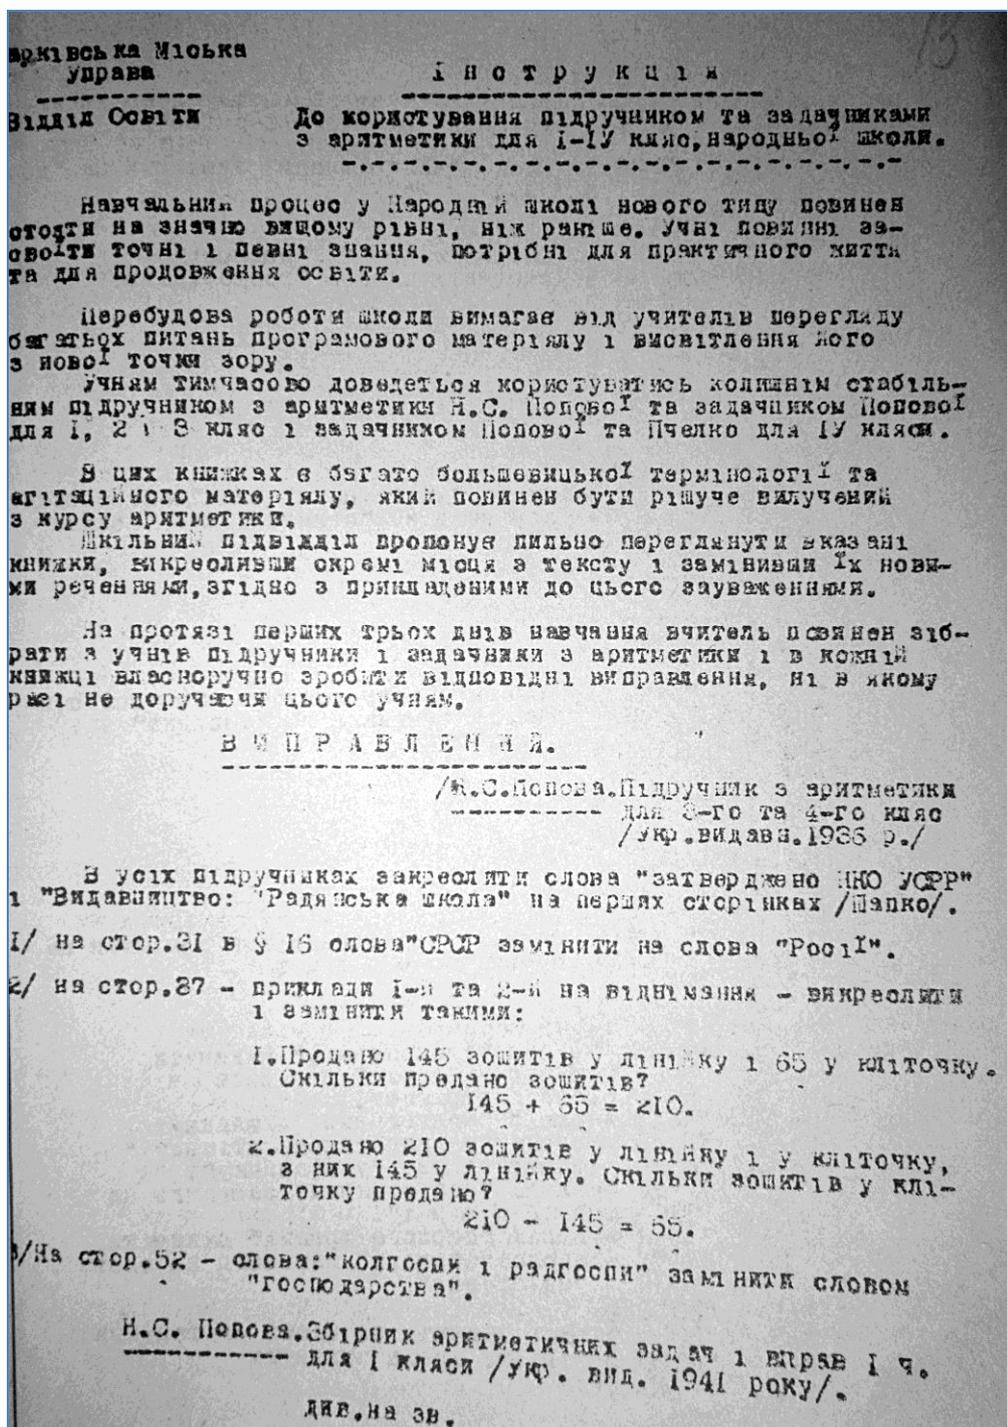 арківська Міська
Управа
Відділ Освіти
13
Інструкція
До користування підручником та задачниками
з аритметики для І-ІУ кляс,народньої школи.
Навчальний процес у Народній школі нового типу повинен
стояти на значно вищому рівні, ніж раніше. Учні повинні за-
своїти точні і певні знання, потрібні для практичного життя
та для продовження освіти.
Перебудова роботи школи вимагає від учителів перегляду
багатьох питань програмового матеріялу і висвітлення його
з нової точки зору.
Учням тимчасово доведеться користуватись колишнім стабіль-
ним підручником з аритметики Н.С. Попової та задачником Попової
для І, 2 і 3 кляс і задачником Попової та Пчелко для ІУ кляси.
В цих книжках є багато большевицької термінології та
агітаційного матеріялу, який повинен бути рішуче вилучений
з курсу аритметики.
Шкільний підвідділ пропонує пильно переглянути вказані
книжки, викресливши окремі місця з тексту і замінивши їх нови-
ми реченнями,згідно з прикладеними до цього зауваженнями.
На протязі перших трьох днів навчання вчитель повинен зіб-
рати з учнів підручники і задачники з аритметики і в кожній
книжці власноручно зробити відповідні виправлення, ні в якому
разі не доручаючи цього учням.
ВИПРАВЛЕННЯ.
/Н.С.Попова.Підручник з аритметики
для 3-го та 4-го кляс
/Укр.видавн.1936 р./
В усіх підручниках закреслити слова "затверджено НКО УСРР"
і "Видавництво: "Радянська школа" на перших сторінках /Шапко/.
І/ на стор.31 в § 16 слова"СРСР замінити на слова "Росії".
2/ на стор.37 - приклади І-й та 2-й на віднімання - викреслити
і замінити такими:
І.Продано 145 зошитів у лінійку і 65 у кліточку.
Скільки предано зошитів?
145 + 65 = 210.
2.Продано 210 зошитів у лінійку і у кліточку,
з них 145 у лінійку. Скільки зошитів у клі-
точку предано?
210 - 145 = 65.
3/На стор.52 - слова:"колгоспи і радгоспи" замінити словом
"господарства".
Н.С. Попова.Збірник аритметичних задач і вправ І ч.
для І кляси /Укр. вид. 1941 року/.
див.на зв.